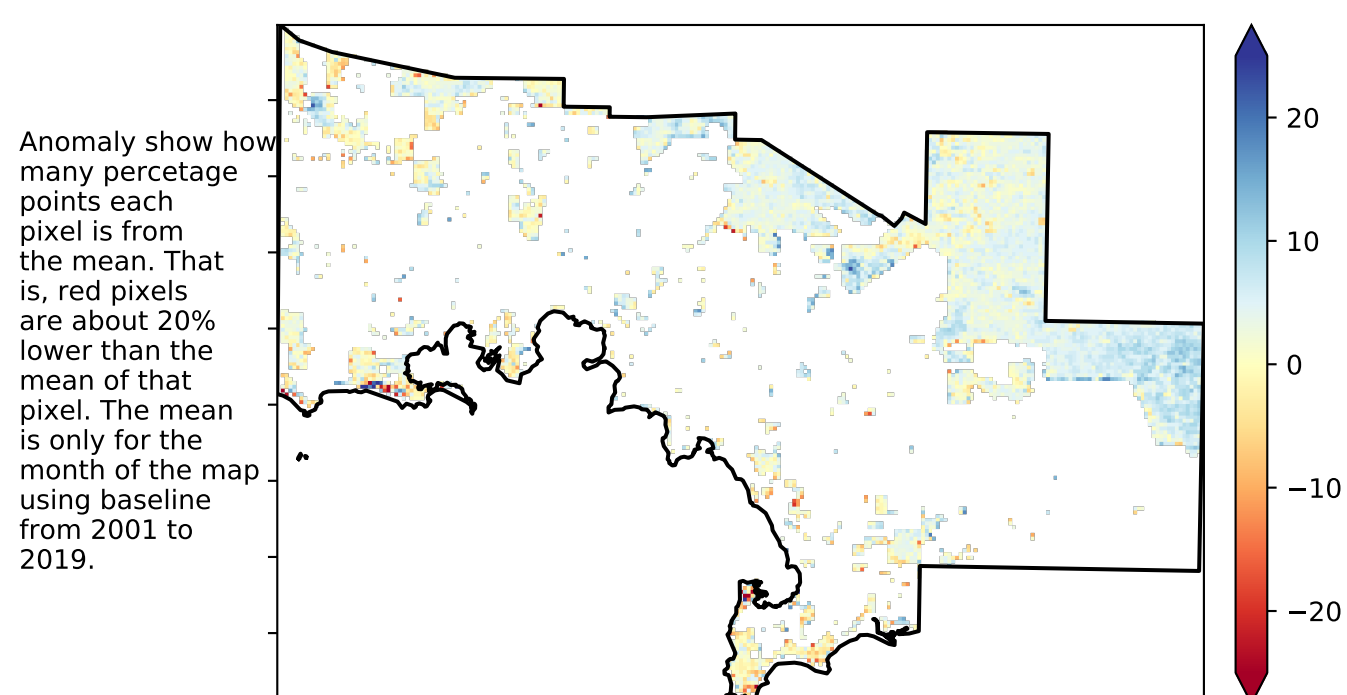 Anomaly show how
many percetage
points each
pixel is from
the mean. That
is, red pixels
are about 20%
lower than the
mean of that
pixel. The mean
is only for the
month of the map
using baseline
from 2001 to
2019.
20
10
0
−10
−20